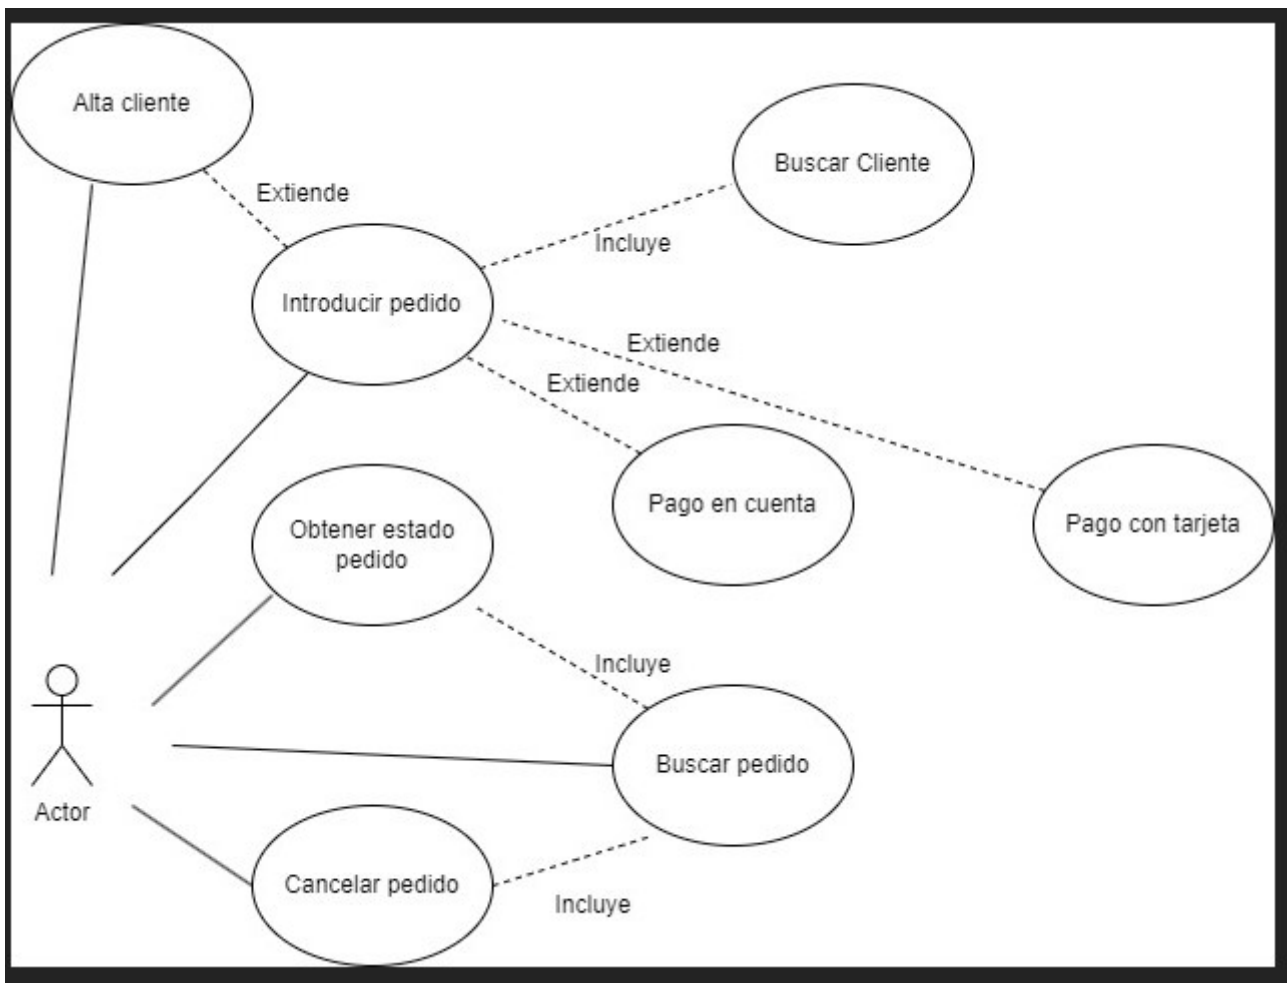 Alta cliente
Buscar Cliente
Extiende
Incluye
Introducir pedido
Extiende
Extiende
Pago en cuenta
Pago con tarjeta
Obtener estado
pedido
Incluye
Buscar pedido
Actor
Cancelar pedido
Incluye